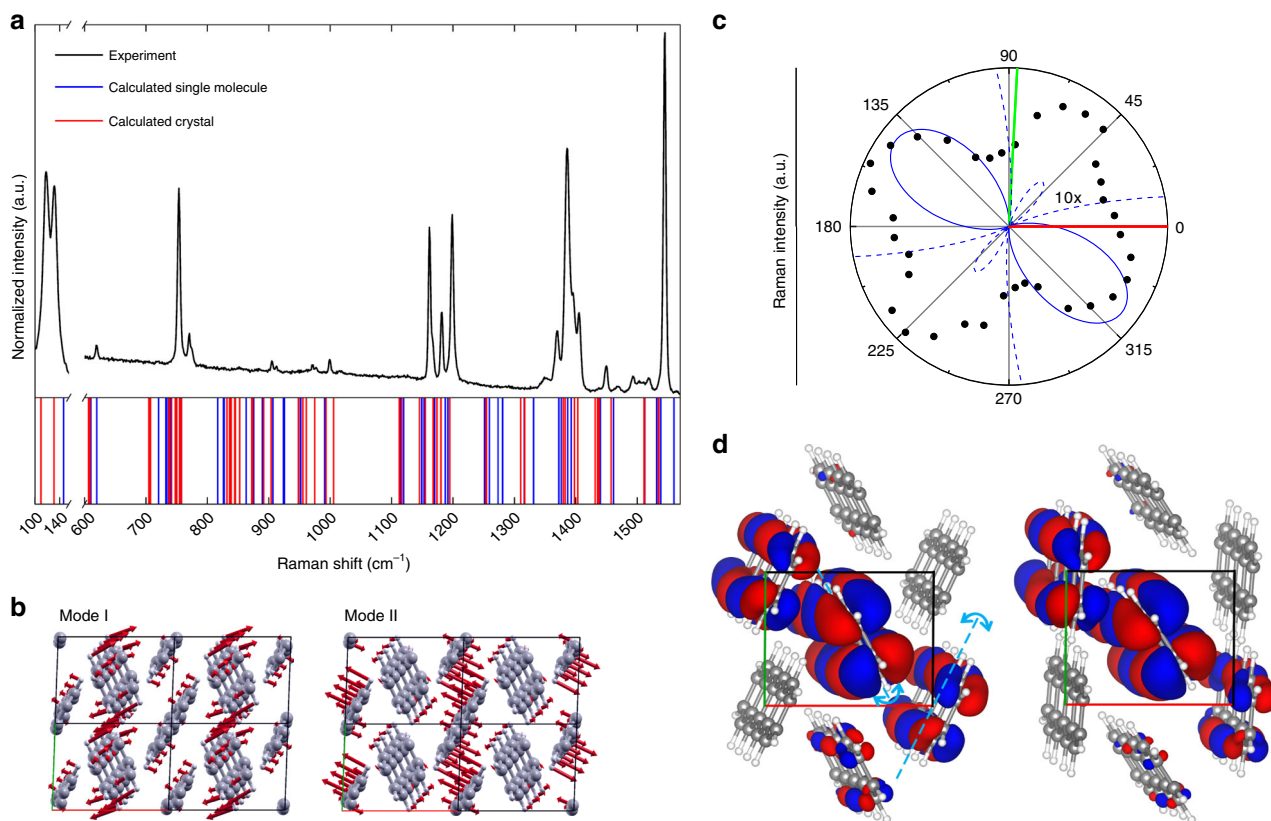 a
Normalized intensity (a.u.)
Experiment
Calculated single molecule
Calculated crystal
100
140
600
700
800
900
1000
1100
1200
1300
1400
1500
Raman shift (cm⁻¹)
b
Mode I
Mode II
c
Raman intensity (a.u.)
90
45
135
10x
180
0
225
315
270
d